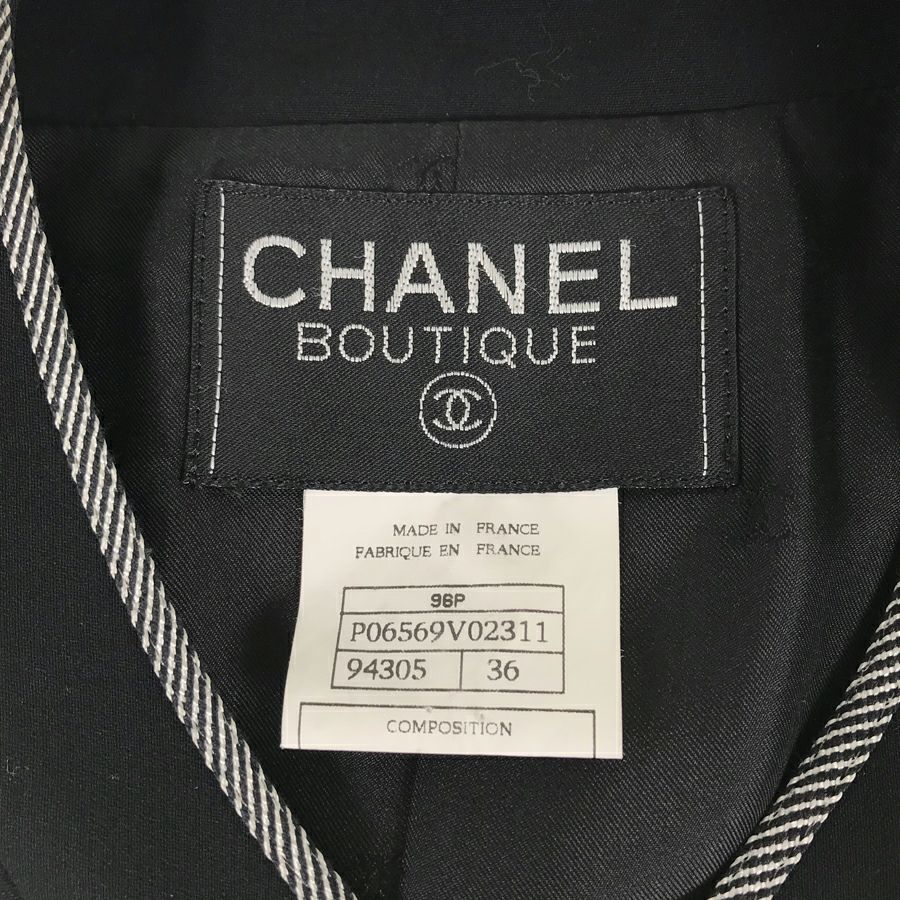 CHANEL
BOUTIQUE
MADE IN FRANCE
FABRIQUE EN FRANCE
96P
P06569V02311
94305 36
COMPOSITION